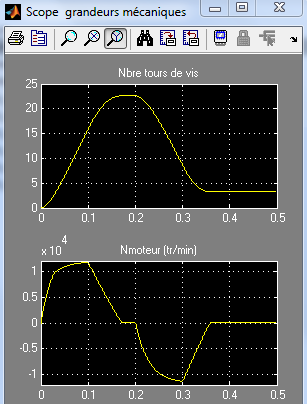 Scope grandeurs mécaniques
Nbre tours de vis
25
20
15
10
5
0
0 0.1 0.2 0.3 0.4 0.5
x 10^4
Nmoteur (tr/min)
1
0.5
0
-0.5
-1
0 0.1 0.2 0.3 0.4 0.5